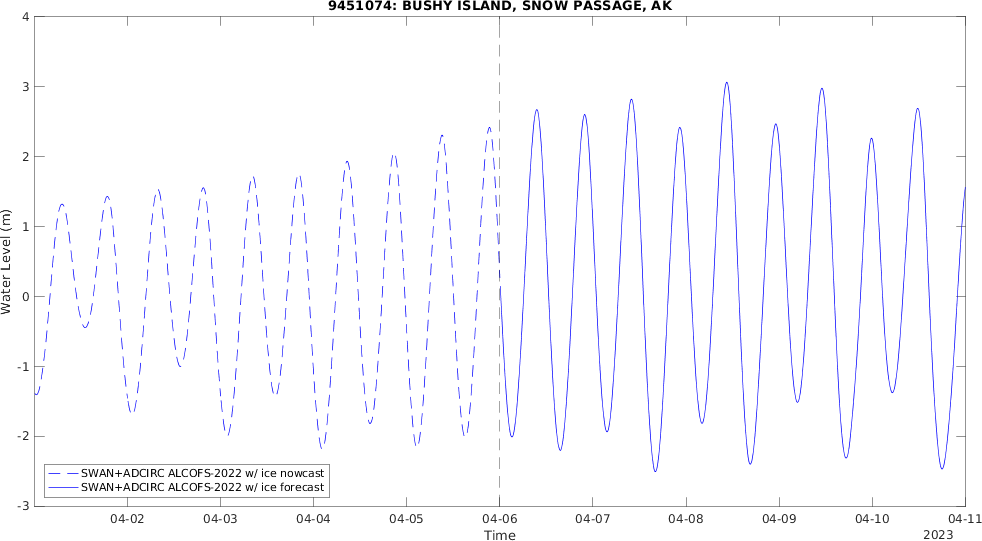 9451074: BUSHY ISLAND, SNOW PASSAGE, AK
4
3
2
1
0
-1
-2
-3
Water Level (m)
SWAN+ADCIRC ALCOFS-2022 w/ ice nowcast
SWAN+ADCIRC ALCOFS-2022 w/ ice forecast
04-02 04-03 04-04 04-05 04-06 04-07 04-08 04-09 04-10 04-11
Time
2023